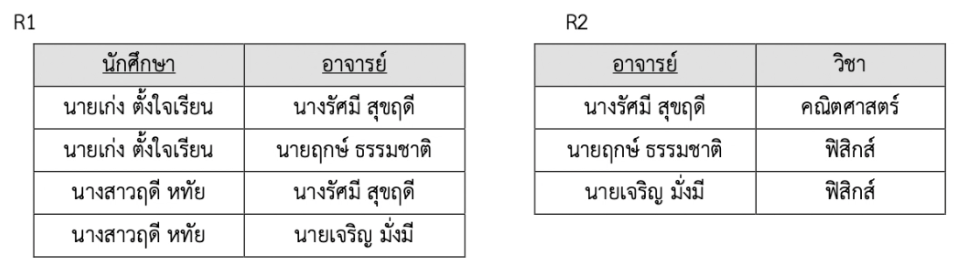 R1
R2
นักศึกษา อาจารย์
นายเก่ง ตั้งใจเรียน นางรัศมี สุขฤดี
นายเก่ง ตั้งใจเรียน นายฤกษ์ ธรรมชาติ
นางสาวฤดี หทัย นางรัศมี สุขฤดี
นางสาวฤดี หทัย นายเจริญ มั่งมี
อาจารย์ วิชา
นางรัศมี สุขฤดี คณิตศาสตร์
นายฤกษ์ ธรรมชาติ ฟิสิกส์
นายเจริญ มั่งมี ฟิสิกส์